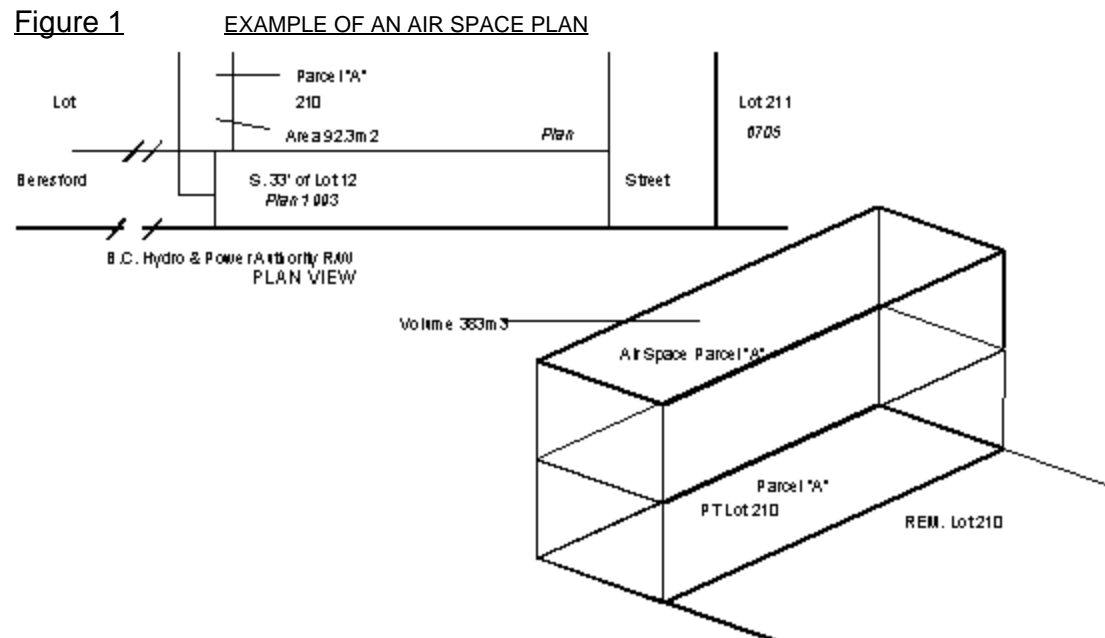 Figure 1
EXAMPLE OF AN AIR SPACE PLAN
Parcel "A"
Lot
210
Lot 211
6705
Area 92.3m2
Plan
Beresford
S. 33' of Lot 12
Plan 1003
Street
B.C. Hydro & Power Authority R/W
PLAN VIEW
Volume 383m3
Air Space Parcel "A"
Parcel "A"
PT Lot 210
REM. Lot 210